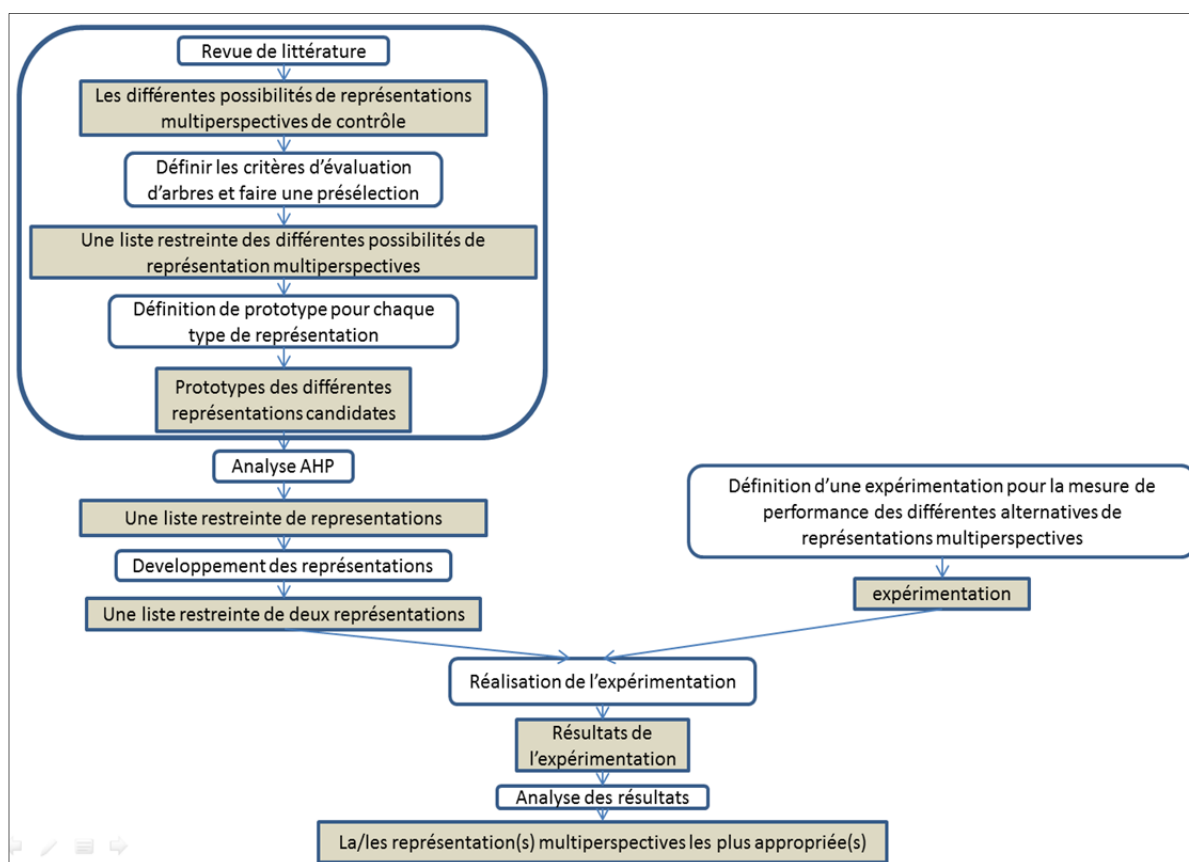 Revue de littérature
Les différentes possibilités de représentations
multiperspectives de contrôle
Définir les critères d'évaluation
d'arbres et faire une présélection
Une liste restreinte des différentes possibilités de
représentation multiperspectives
Définition de prototype pour chaque
type de représentation
Prototypes des différentes
représentations candidates
Analyse AHP
Une liste restreinte de representations
Developpement des représentations
Une liste restreinte de deux représentations
Définition d'une expérimentation pour la mesure de
performance des différentes alternatives de
représentations multiperspectives
expérimentation
Réalisation de l'expérimentation
Résultats de
l'expérimentation
Analyse des résultats
La/les représentation(s) multiperspectives les plus appropriée(s)